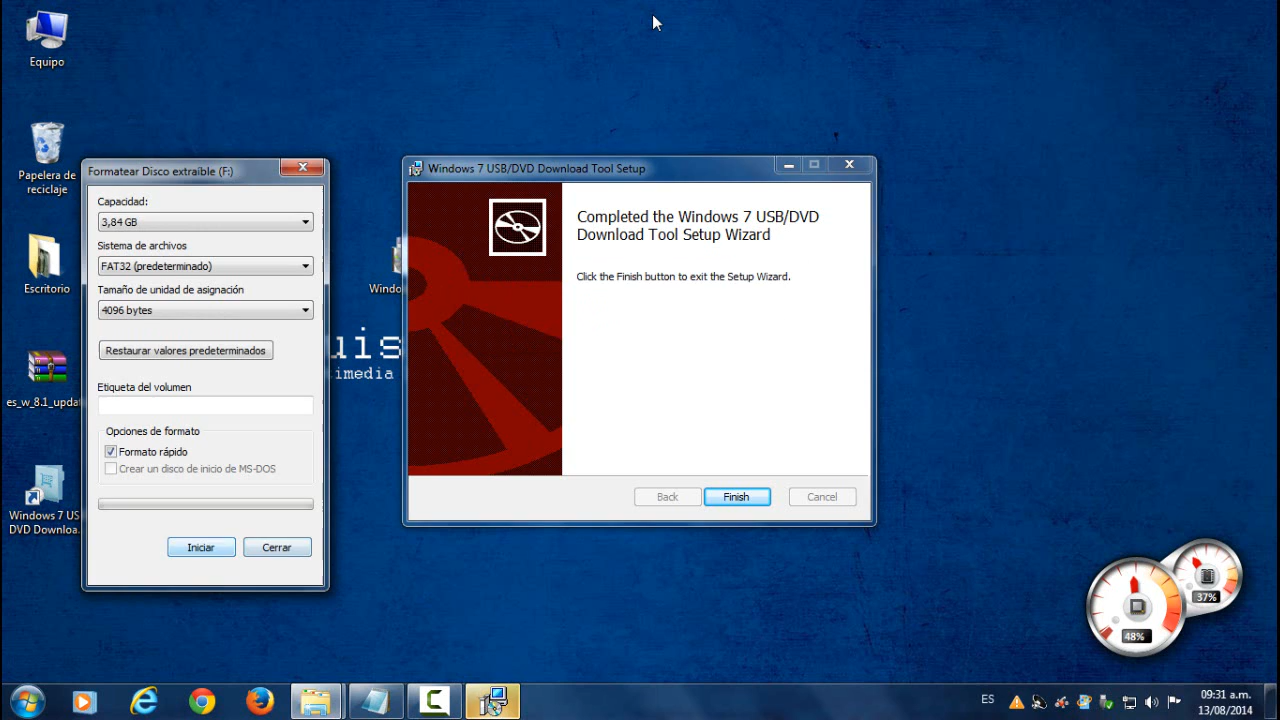 Equipo
Papelera de
reciclaje
Escritorio
es_w_8.1_updat
Windows 7 US
DVD Downloa...
Formatear Disco extraíble (F:)
Capacidad:
3,84 GB
Sistema de archivos
FAT32 (predeterminado)
Tamaño de unidad de asignación
4096 bytes
Restaurar valores predeterminados
Etiqueta del volumen
Opciones de formato
Formato rápido
Crear un disco de inicio de MS-DOS
Iniciar
Cerrar
Windo
uis
imedia
Windows 7 USB/DVD Download Tool Setup
Completed the Windows 7 USB/DVD
Download Tool Setup Wizard
Click the Finish button to exit the Setup Wizard.
Back
Finish
Cancel
37%
48%
ES
09:31 a.m.
13/08/2014